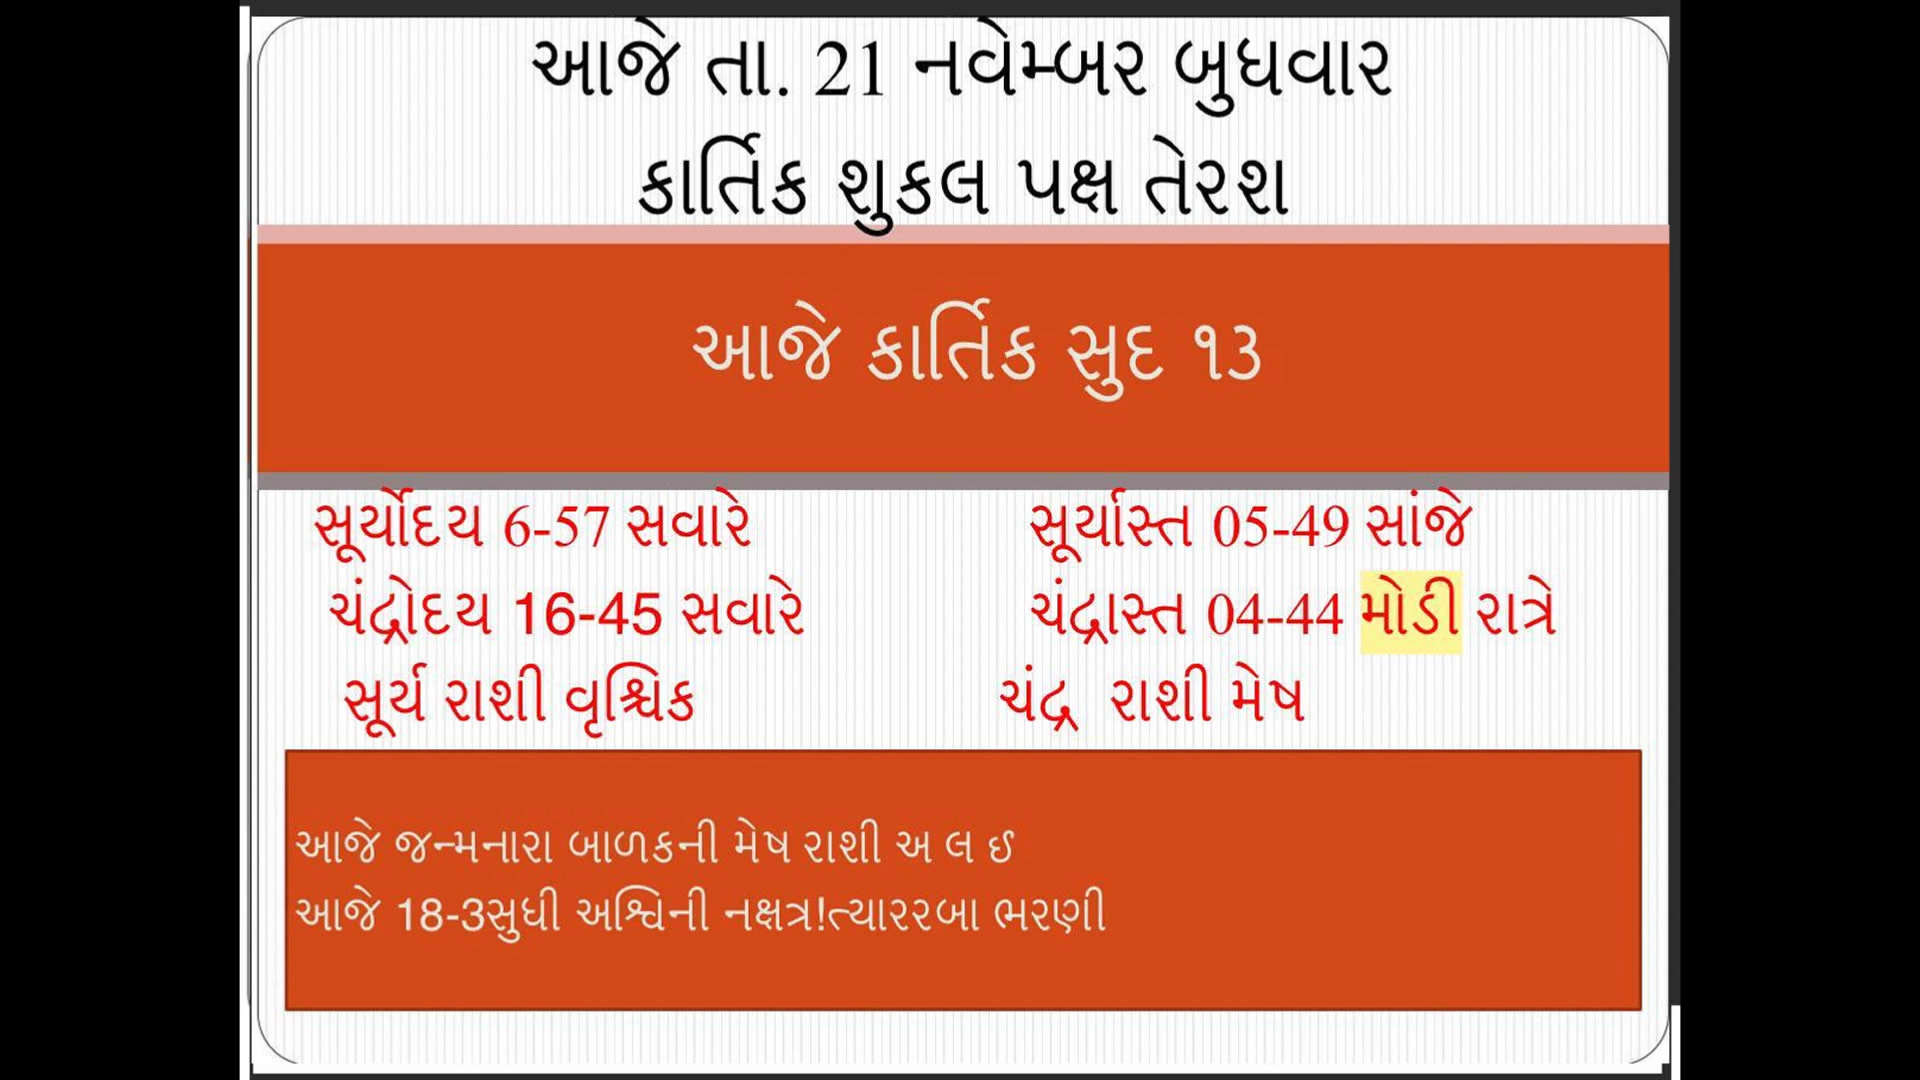 આજે તા. 21 નવેમ્બર બુધવાર
કાર્તિક શુકલ પક્ષ તેરશ
આજે કાર્તિક સુદ ૧૩
સૂર્યોદય 6-57 સવારે સૂર્યાસ્ત 05-49 સાંજે
ચંદ્રોદય 16-45 સવારે ચંદ્રાસ્ત 04-44 મોડી રાત્રે
સૂર્ય રાશી વૃશ્ચિક ચંદ્ર રાશી મેષ
આજે જન્મનારા બાળકની મેષ રાશી અ લ ઈ
આજે 18-3સુધી અશ્વિની નક્ષત્ર!ત્યારરબા ભરણી